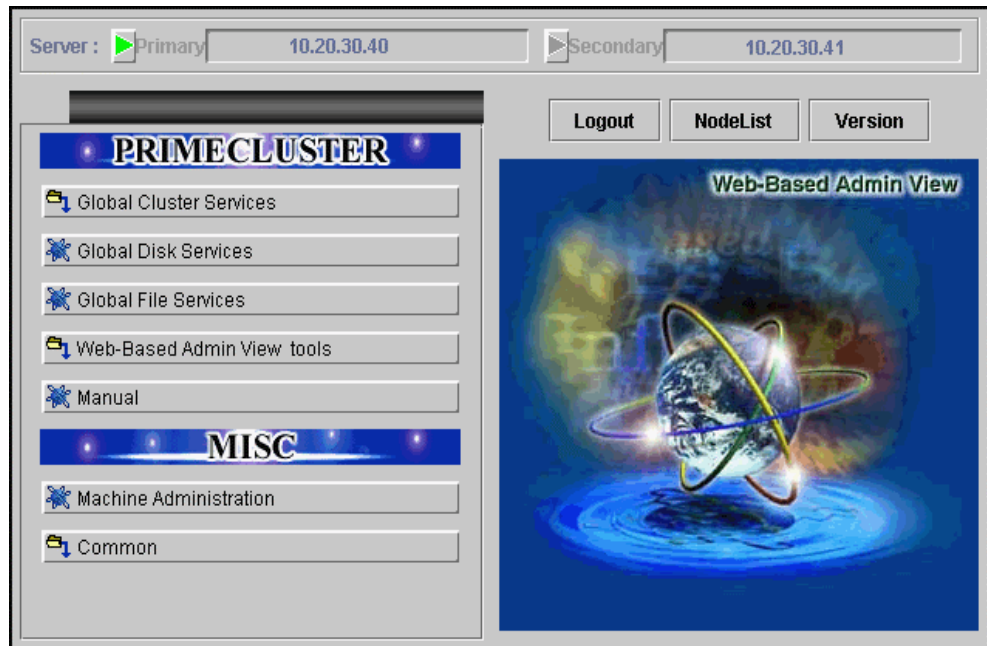 Server : Primary 10.20.30.40 Secondary 10.20.30.41
Logout NodeList Version
PRIMECLUSTER
Global Cluster Services
Global Disk Services
Global File Services
Web-Based Admin View tools
Manual
MISC
Machine Administration
Common
Web-Based Admin View